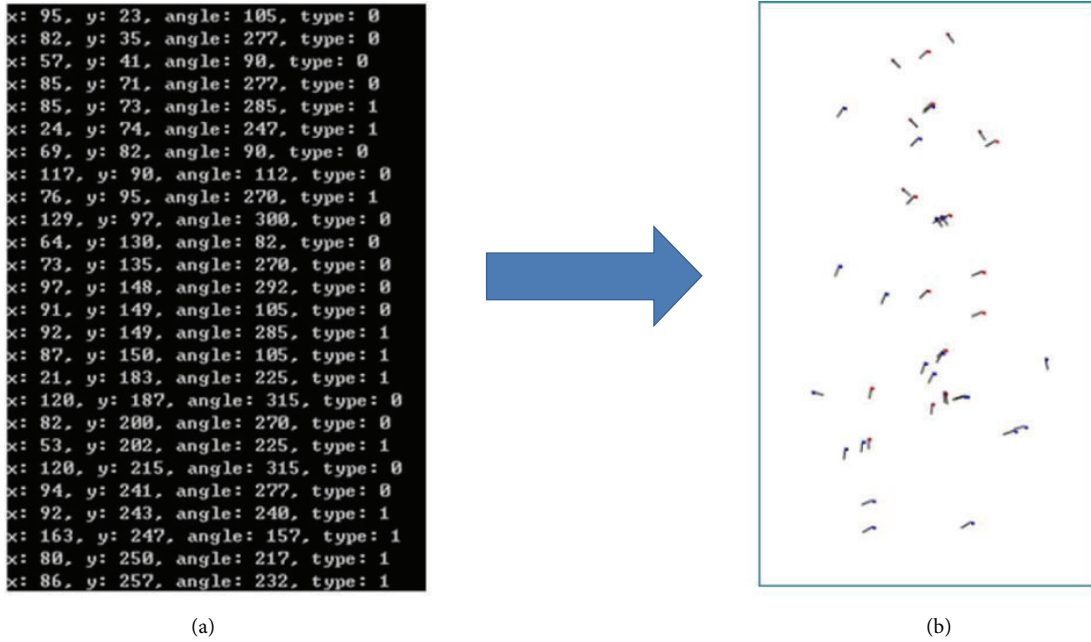 x: 95, y: 23, angle: 105, type: 0
x: 82, y: 35, angle: 277, type: 0
x: 57, y: 41, angle: 90, type: 0
x: 85, y: 71, angle: 277, type: 0
x: 85, y: 73, angle: 285, type: 1
x: 24, y: 74, angle: 247, type: 1
x: 69, y: 82, angle: 90, type: 0
x: 117, y: 90, angle: 112, type: 0
x: 76, y: 95, angle: 270, type: 1
x: 129, y: 97, angle: 300, type: 0
x: 64, y: 130, angle: 82, type: 0
x: 73, y: 135, angle: 270, type: 0
x: 97, y: 148, angle: 292, type: 0
x: 91, y: 149, angle: 105, type: 0
x: 92, y: 149, angle: 285, type: 1
x: 87, y: 150, angle: 105, type: 1
x: 21, y: 183, angle: 225, type: 1
x: 120, y: 187, angle: 315, type: 0
x: 82, y: 200, angle: 270, type: 0
x: 53, y: 202, angle: 225, type: 1
x: 120, y: 215, angle: 315, type: 0
x: 94, y: 241, angle: 277, type: 0
x: 92, y: 243, angle: 240, type: 1
x: 163, y: 247, angle: 157, type: 1
x: 80, y: 250, angle: 217, type: 1
x: 86, y: 257, angle: 232, type: 1
(a)
(b)